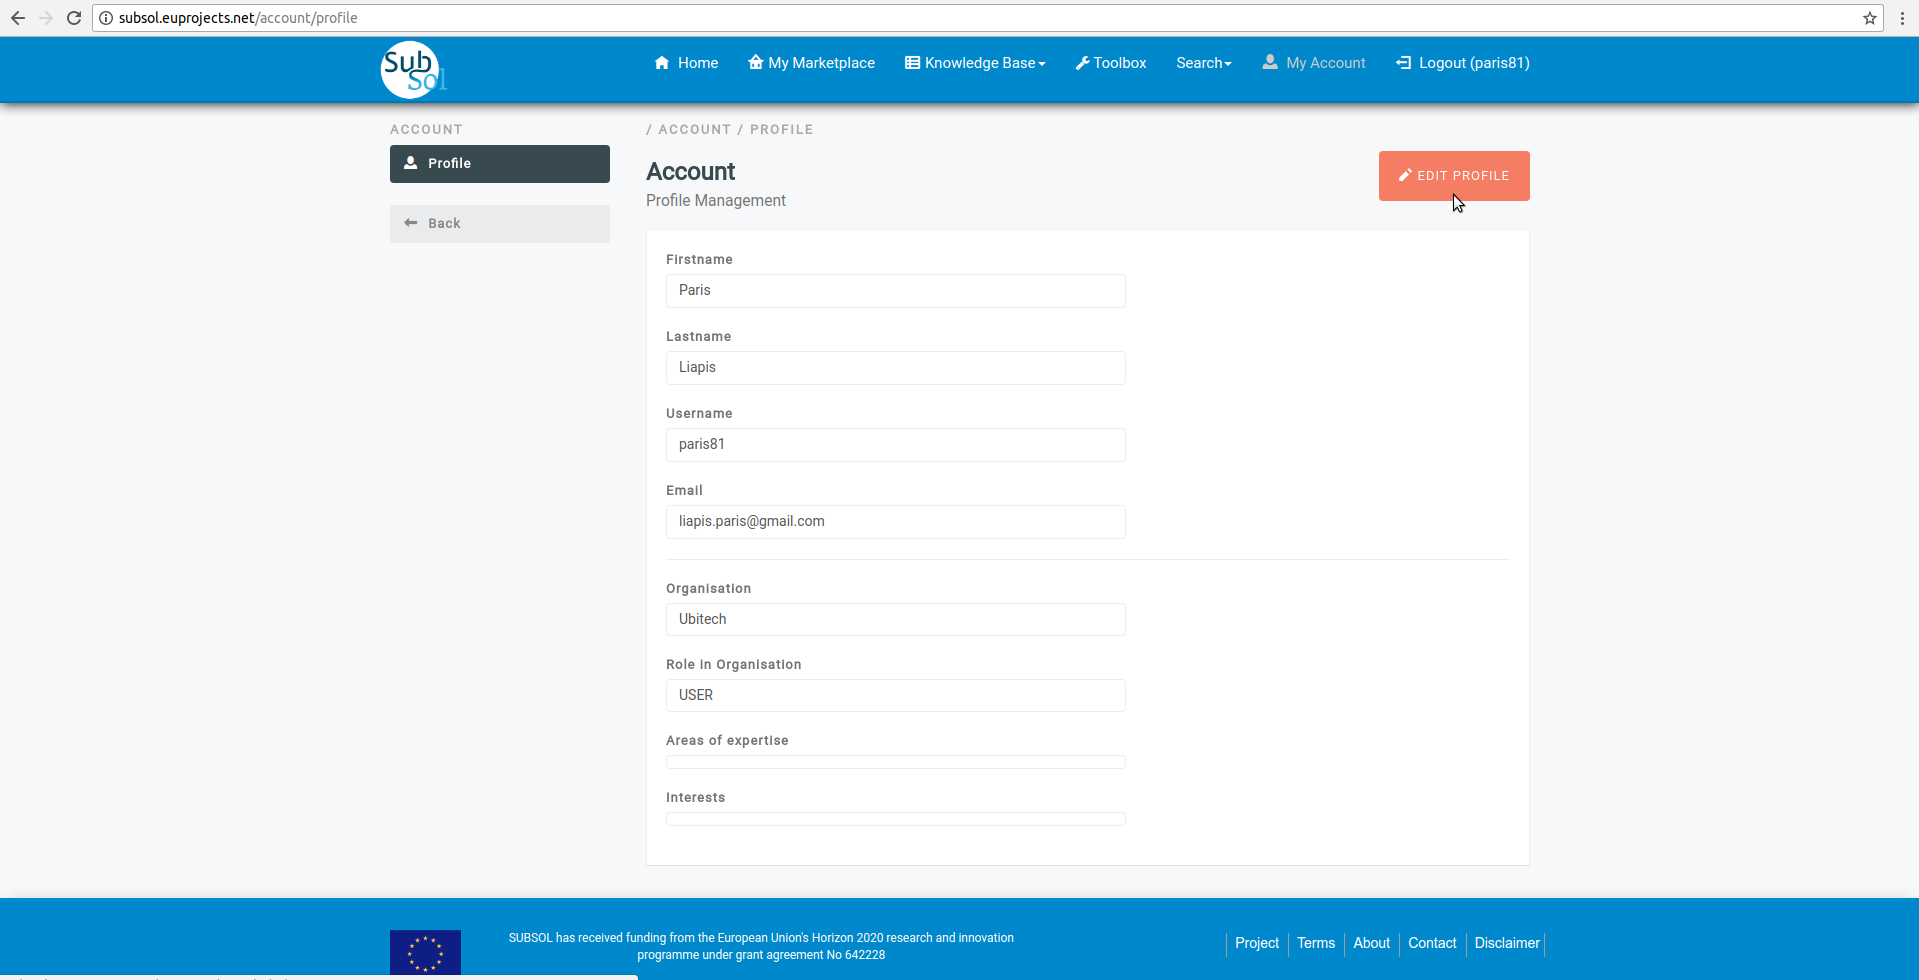 subsol.euprojects.net/account/profile
Sub
Sol
Home
My Marketplace
Knowledge Base
Toolbox
Search
My Account
Logout (paris81)
ACCOUNT
Profile
Back
/ ACCOUNT / PROFILE
Account
Profile Management
EDIT PROFILE
Firstname
Paris
Lastname
Liapis
Username
paris81
Email
liapis.paris@gmail.com
Organisation
Ubitech
Role in Organisation
USER
Areas of expertise
Interests
SUBSOL has received funding from the European Union's Horizon 2020 research and innovation
programme under grant agreement No 642228
Project
Terms
About
Contact
Disclaimer